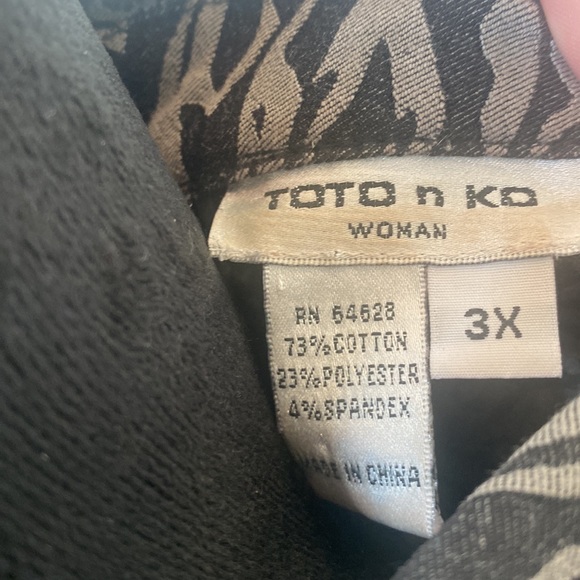 TOTO n KO
WOMAN
RN 54628
73%COTTON
23%POLYESTER
4%SPANDEX
MADE IN CHINA
3X